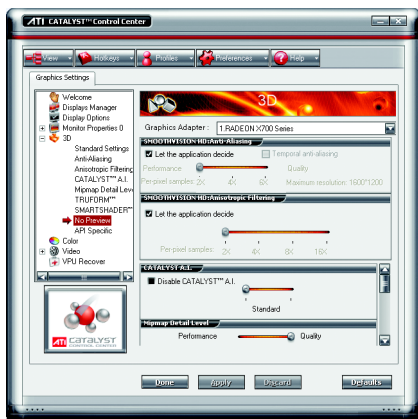 ATI CATALYST™ Control Center
View Hotkeys Profiles Preferences Help
Graphics Settings
Welcome
Displays Manager
Display Options
Monitor Properties 0
3D
Standard Settings
Anti-Aliasing
Anisotropic Filtering
CATALYST™ A.I.
Mipmap Detail Leve
TRUFORM™
SMARTSHADER™
No Preview
API Specific
Color
Video
VPU Recover
ATI CATALYST
CONTROL CENTER
3D
Graphics Adapter : 1.RADEON X700 Series
SMOOTHVISION HD:Anti-Aliasing
Let the application decide Temporal anti-aliasing
Performance Quality
Per-pixel samples: 2X 4X 6X Maximum resolution: 1600*1200
SMOOTHVISION HD:Anisotropic Filtering
Let the application decide
Per-pixel samples: 2X 4X 8X 16X
CATALYST A.I.
Disable CATALYST™ A.I.
Standard
Mipmap Detail Level
Performance Quality
Done Apply Discard Defaults